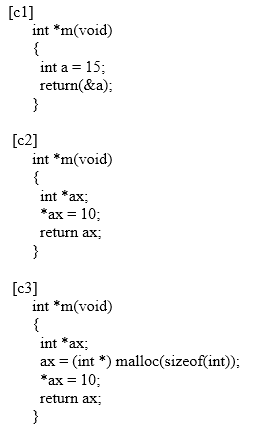 [c1]
int *m(void)
{
int a = 15;
return(&a);
}
[c2]
int *m(void)
{
int *ax;
*ax = 10;
return ax;
}
[c3]
int *m(void)
{
int *ax;
ax = (int *) malloc(sizeof(int));
*ax = 10;
return ax;
}